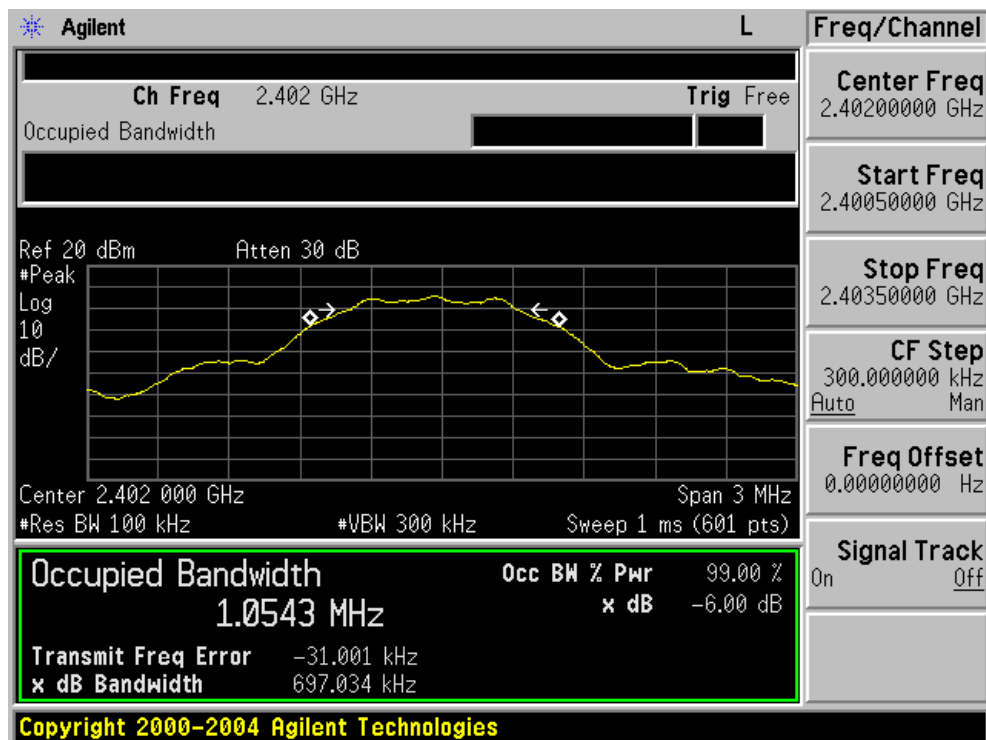 Agilent L Freq/Channel
Ch Freq 2.402 GHz Trig Free
Occupied Bandwidth
Center Freq
2.40200000 GHz
Start Freq
2.40050000 GHz
Stop Freq
2.40350000 GHz
CF Step
300.000000 kHz
Auto Man
Freq Offset
0.00000000 Hz
Signal Track
On Off
Ref 20 dBm Atten 30 dB
#Peak
Log
10
dB/
Center 2.402 000 GHz Span 3 MHz
#Res BW 100 kHz #VBW 300 kHz Sweep 1 ms (601 pts)
Occupied Bandwidth
1.0543 MHz
Occ BW % Pwr 99.00 %
x dB -6.00 dB
Transmit Freq Error -31.001 kHz
x dB Bandwidth 697.034 kHz
Copyright 2000-2004 Agilent Technologies